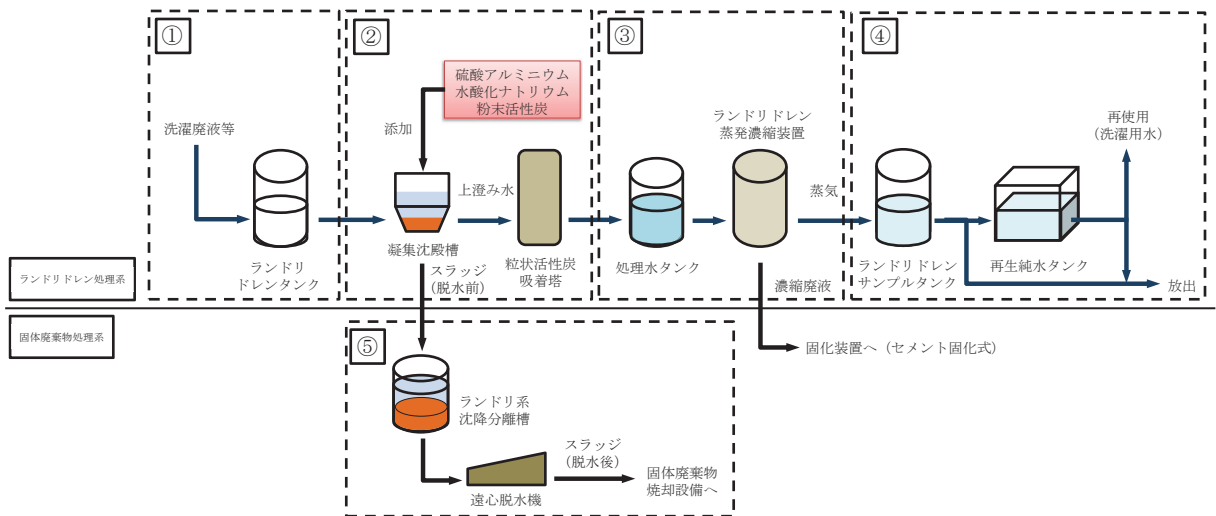 ①
②
③
④
硫酸アルミニウム
水酸化ナトリウム
粉末活性炭
添加
洗濯廃液等
上澄み水
ランドリドレン
蒸発濃縮装置
蒸気
再使用
(洗濯用水)
ランドリ
ドレンタンク
凝集沈殿槽
スラッジ
(脱水前)
粒状活性炭
吸着塔
処理水タンク
濃縮廃液
ランドリドレン
サンプルタンク
再生純水タンク
放出
ランドリドレン処理系
固体廃棄物処理系
⑤
固化装置へ(セメント固化式)
ランドリ系
沈降分離槽
スラッジ
(脱水後)
遠心脱水機
固体廃棄物
焼却設備へ